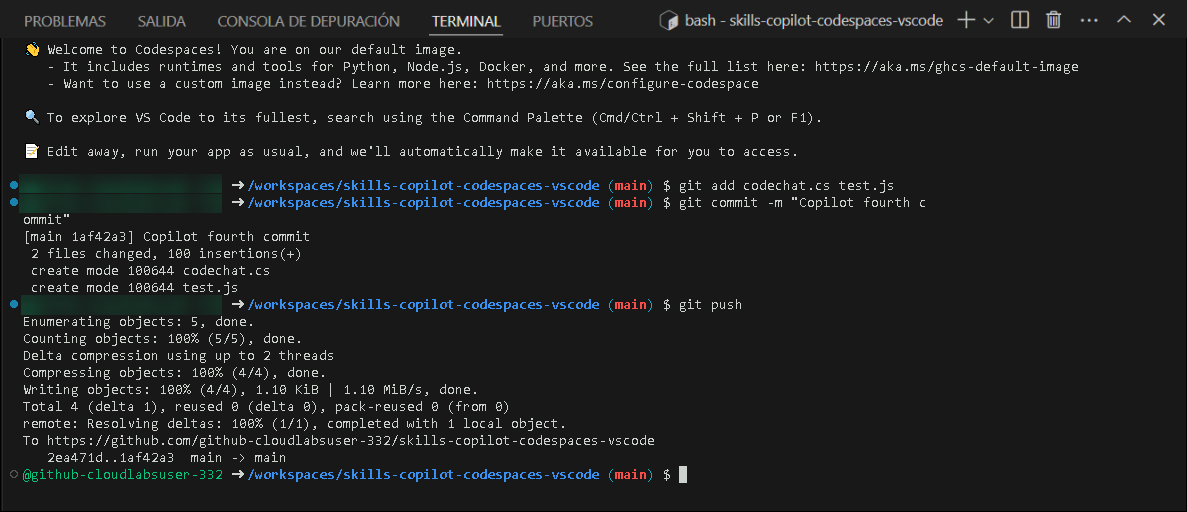 PROBLEMAS SALIDA CONSOLA DE DEPURACIÓN TERMINAL PUERTOS bash - skills-copilot-codespaces-vscode
👋 Welcome to Codespaces! You are on our default image.
- It includes runtimes and tools for Python, Node.js, Docker, and more. See the full list here: https://aka.ms/ghcs-default-image
- Want to use a custom image instead? Learn more here: https://aka.ms/configure-codespace
🔍 To explore VS Code to its fullest, search using the Command Palette (Cmd/Ctrl + Shift + P or F1).
📝 Edit away, run your app as usual, and we'll automatically make it available for you to access.
➜ /workspaces/skills-copilot-codespaces-vscode (main) $ git add codechat.cs test.js
➜ /workspaces/skills-copilot-codespaces-vscode (main) $ git commit -m "Copilot fourth c
ommit"
[main 1af42a3] Copilot fourth commit
2 files changed, 100 insertions(+)
create mode 100644 codechat.cs
create mode 100644 test.js
➜ /workspaces/skills-copilot-codespaces-vscode (main) $ git push
Enumerating objects: 5, done.
Counting objects: 100% (5/5), done.
Delta compression using up to 2 threads
Compressing objects: 100% (4/4), done.
Writing objects: 100% (4/4), 1.10 KiB | 1.10 MiB/s, done.
Total 4 (delta 1), reused 0 (delta 0), pack-reused 0 (from 0)
remote: Resolving deltas: 100% (1/1), completed with 1 local object.
To https://github.com/github-cloudlabsuser-332/skills-copilot-codespaces-vscode
2ea471d..1af42a3 main -> main
@github-cloudlabsuser-332 ➜ /workspaces/skills-copilot-codespaces-vscode (main) $